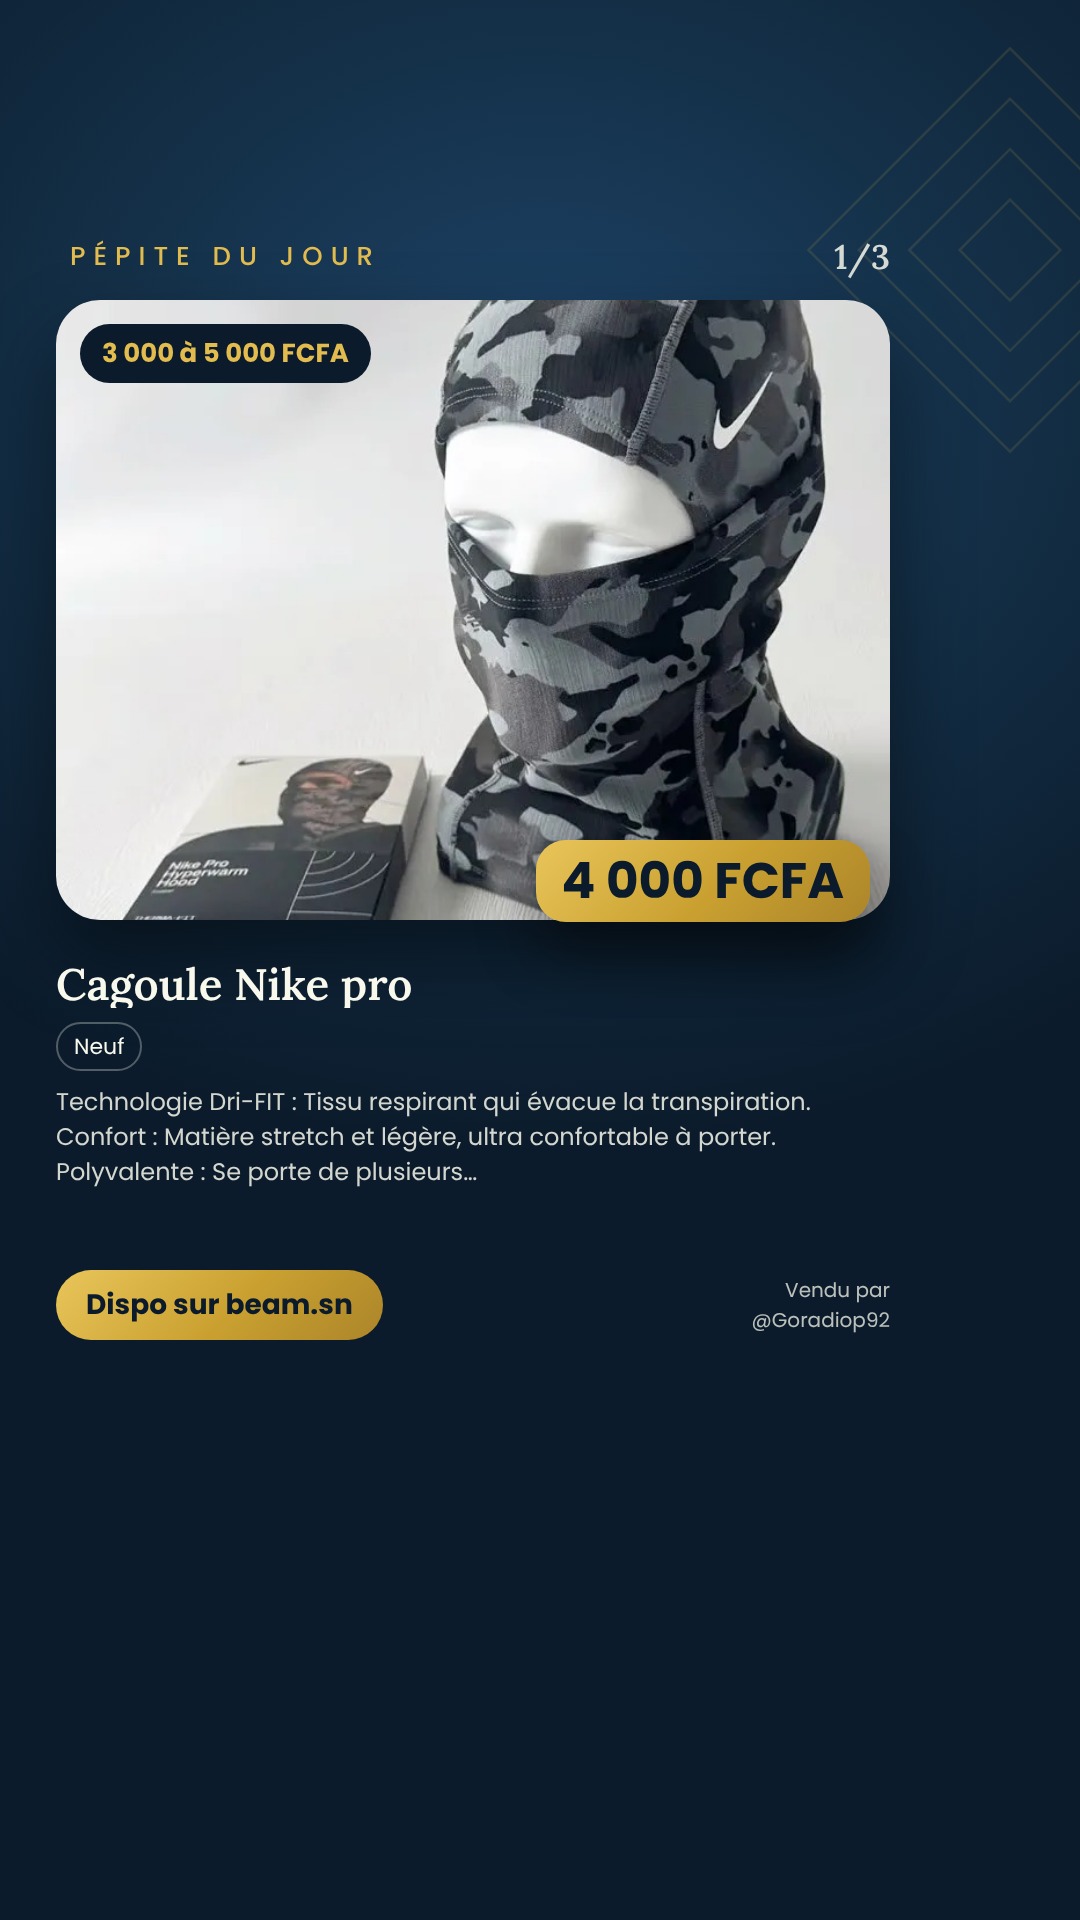 PÉPITE DU JOUR
1/3
3 000 à 5 000 FCFA
Nike Pro
Hyperwarm
Hood
4 000 FCFA
Cagoule Nike pro
Neuf
Technologie Dri-FIT : Tissu respirant qui évacue la transpiration.
Confort : Matière stretch et légère, ultra confortable à porter.
Polyvalente : Se porte de plusieurs...
Dispo sur beam.sn
Vendu par
@Goradiop92